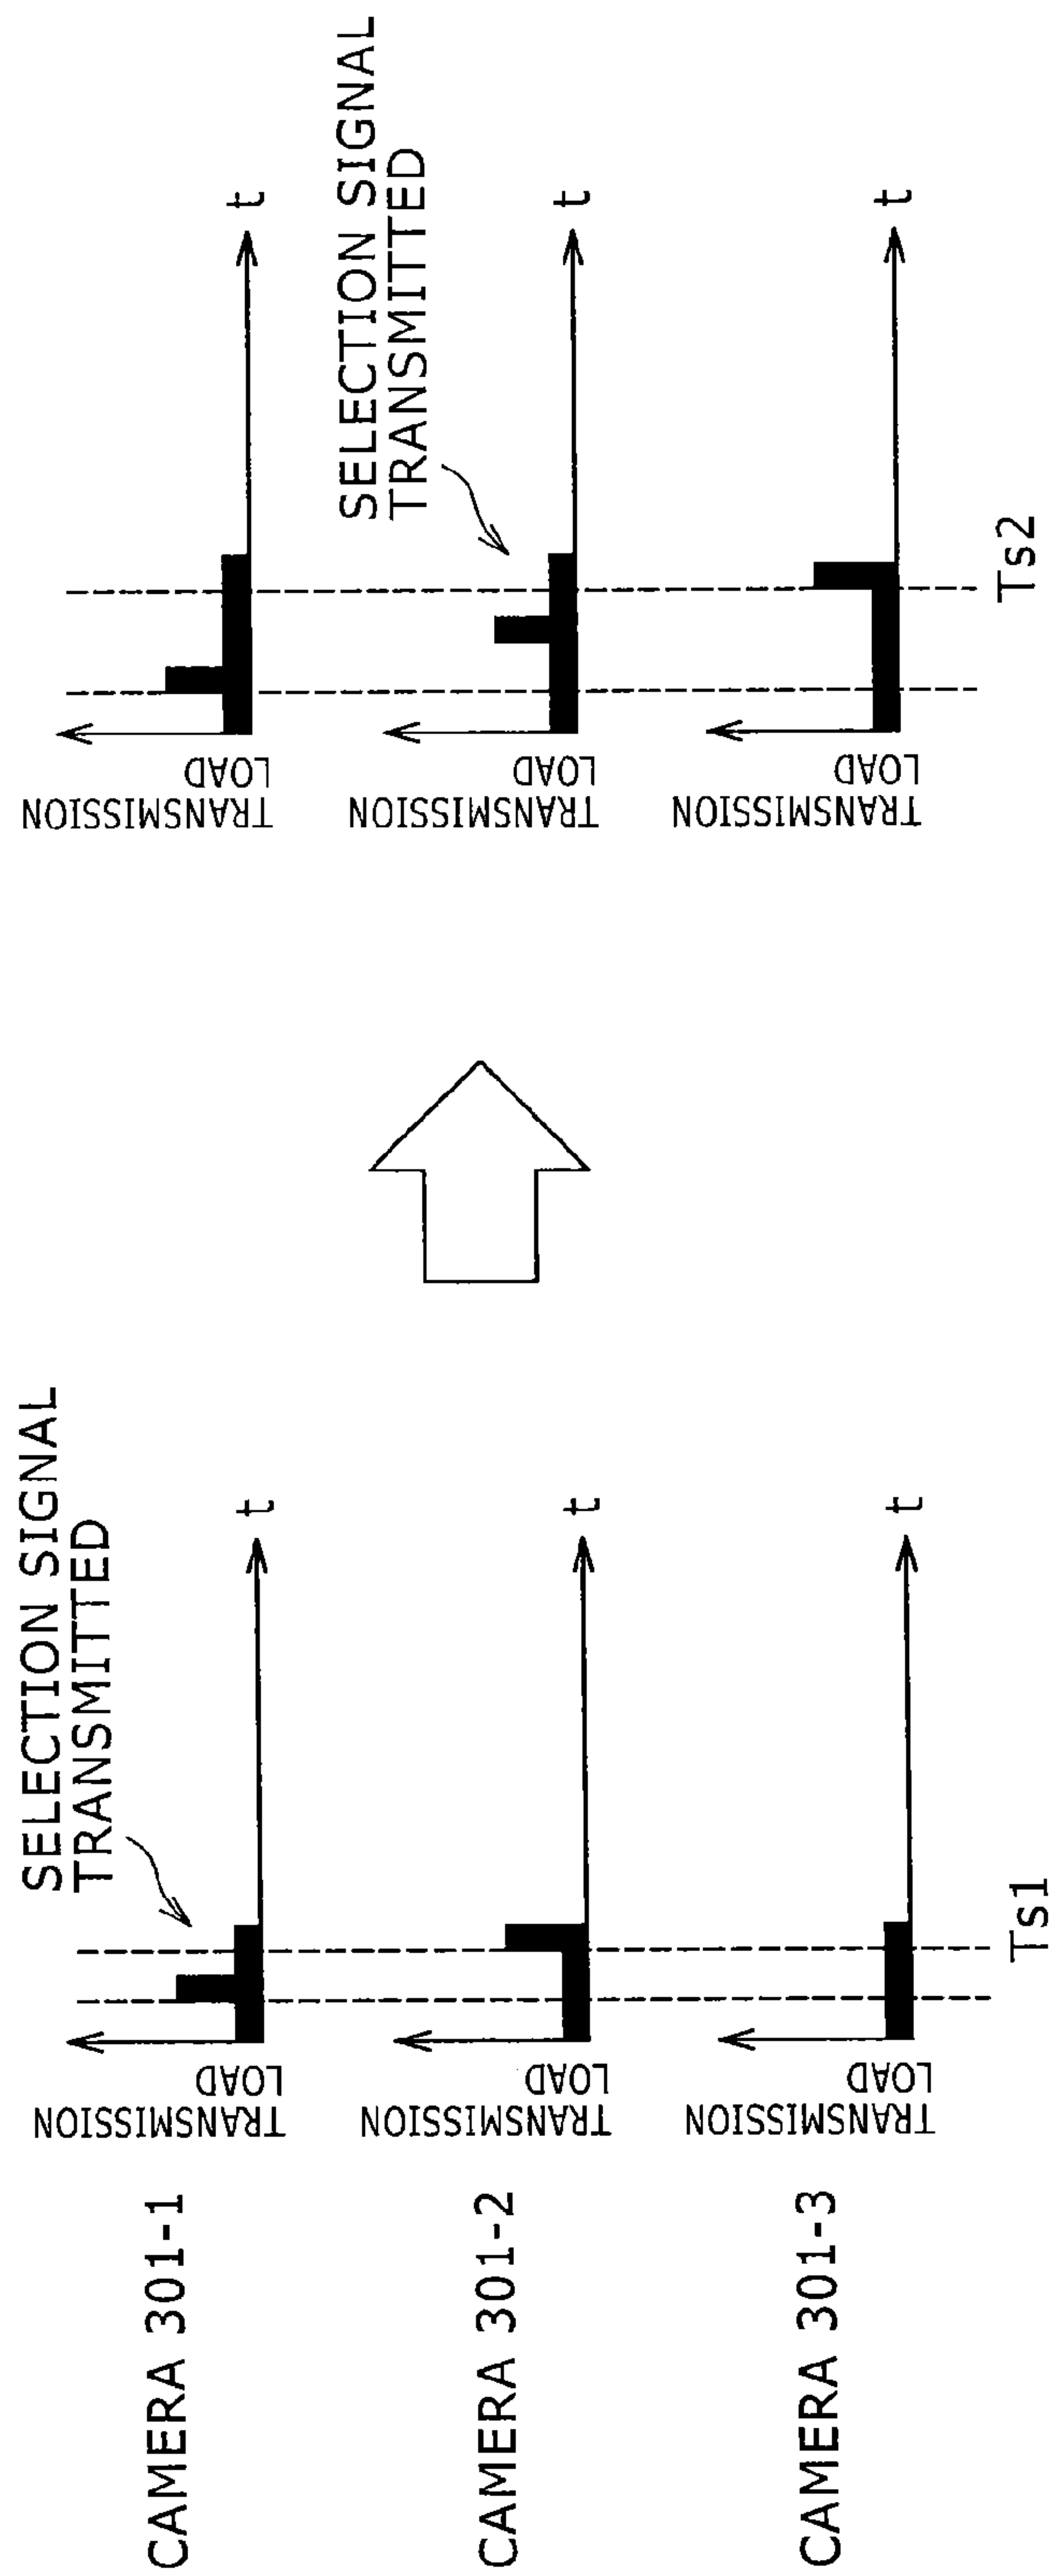 SELECTION SIGNAL
TRANSMITTED
CAMERA 301-1
TRANSMISSION
LOAD
t
CAMERA 301-2
TRANSMISSION
LOAD
t
CAMERA 301-3
TRANSMISSION
LOAD
t
Ts1
TRANSMISSION
LOAD
t
SELECTION SIGNAL
TRANSMITTED
TRANSMISSION
LOAD
t
TRANSMISSION
LOAD
t
Ts2